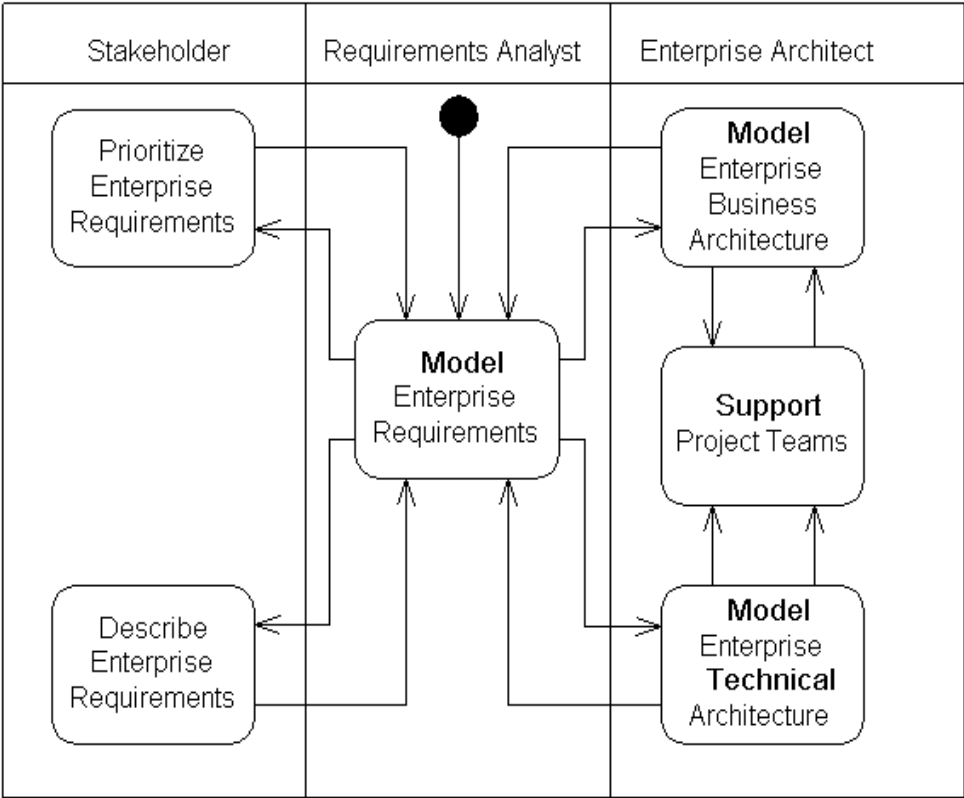 Stakeholder
Requirements Analyst
Enterprise Architect
Prioritize
Enterprise
Requirements
Model
Enterprise
Business
Architecture
Model
Enterprise
Requirements
Support
Project Teams
Describe
Enterprise
Requirements
Model
Enterprise
Technical
Architecture